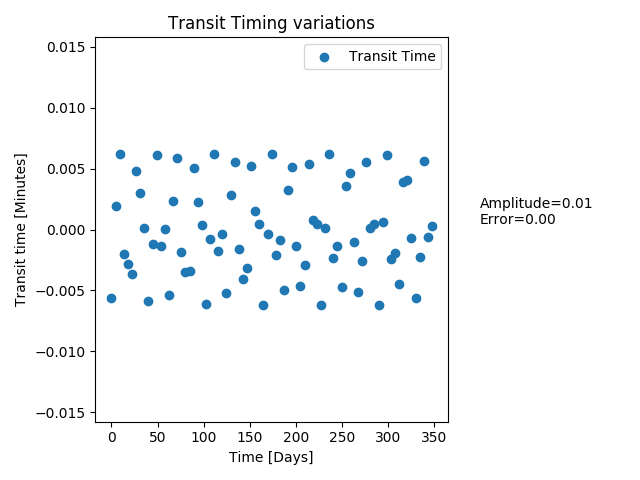 Transit Timing variations
Transit Time
0.015
0.010
0.005
0.000
−0.005
−0.010
−0.015
Transit time [Minutes]
Amplitude=0.01
Error=0.00
0 50 100 150 200 250 300 350
Time [Days]